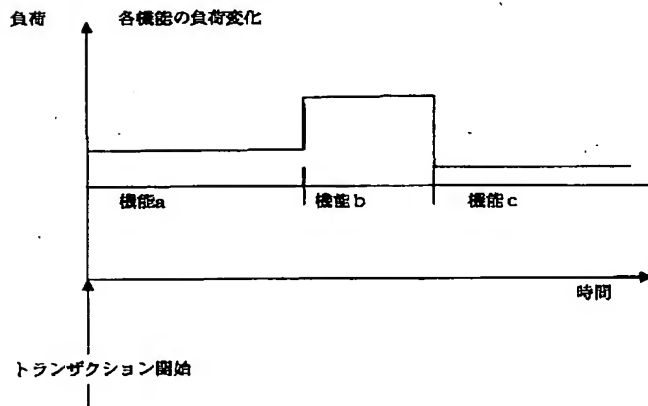 負荷
各機能の負荷変化
機能a
機能b
機能c
時間
トランザクション開始